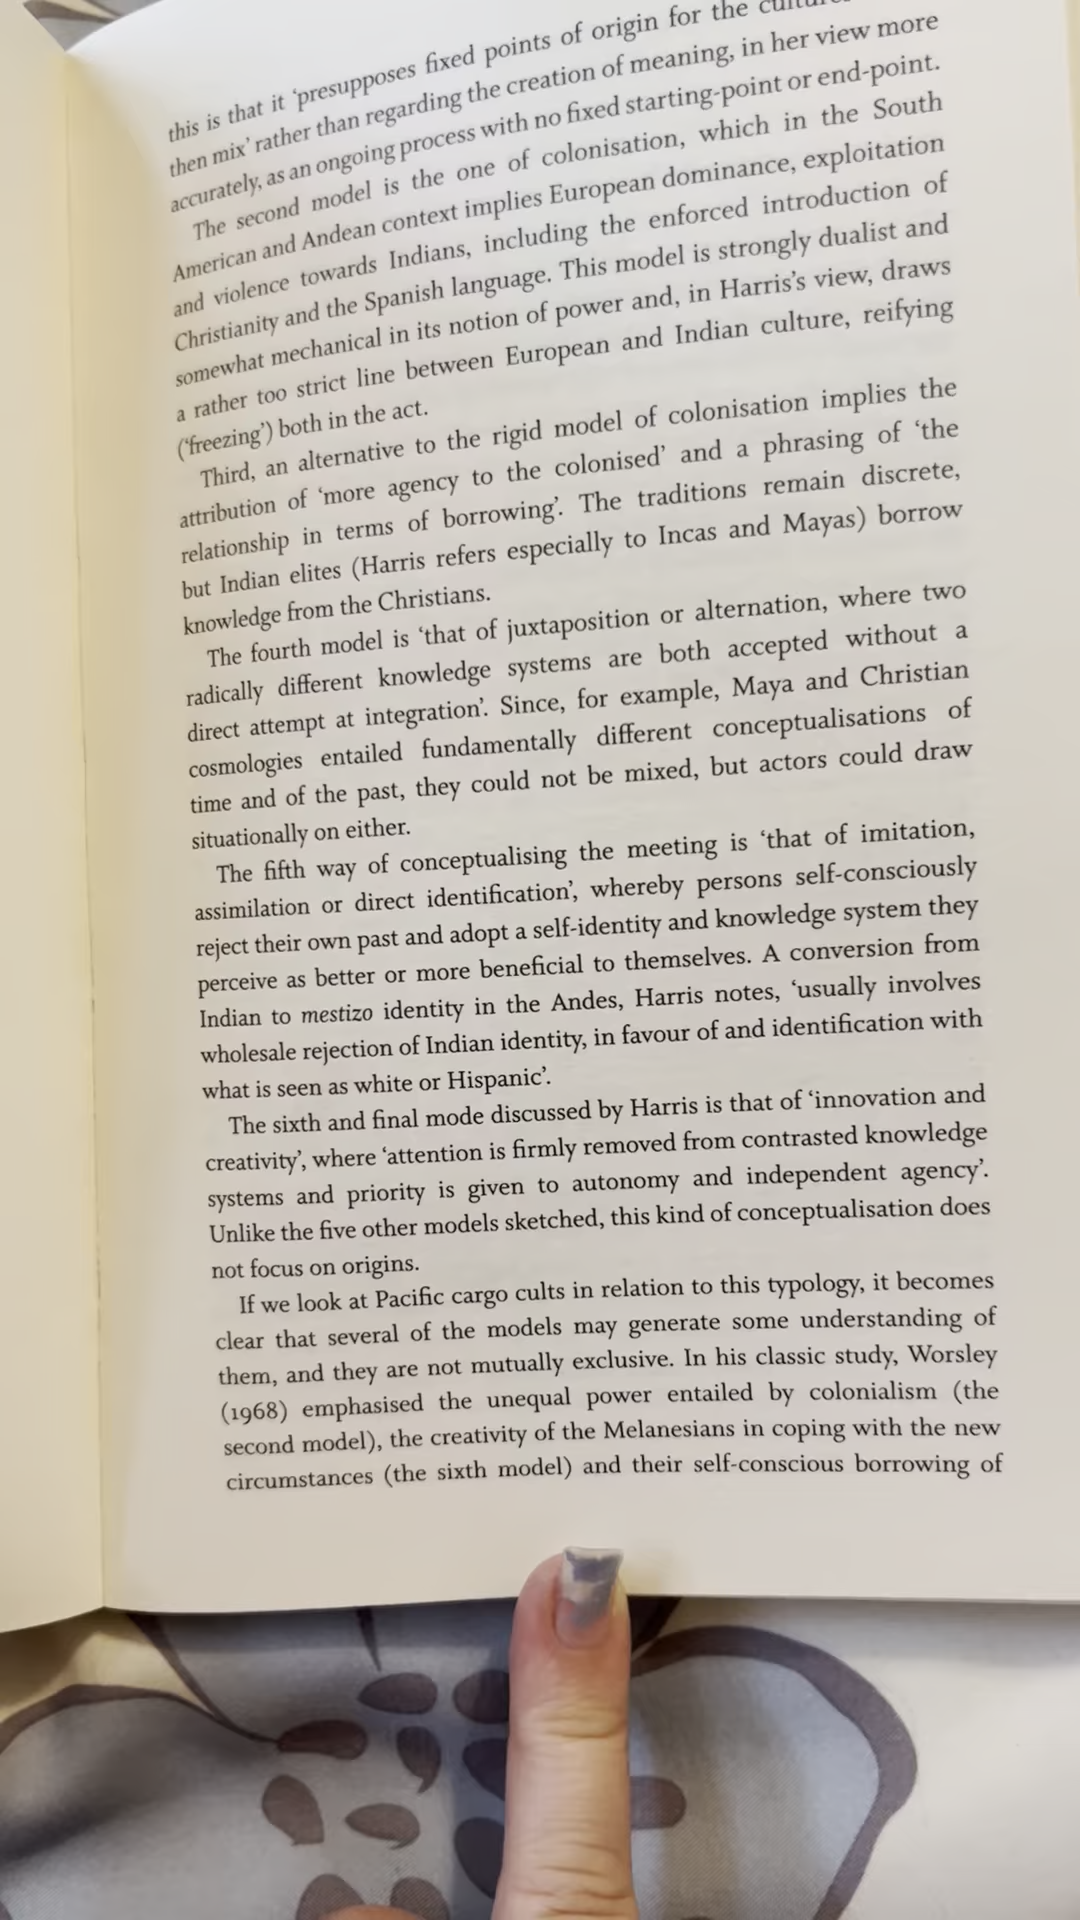 this is that it ‘presupposes fixed points of origin for the
then mix’ rather than regarding the creation of meaning, in her view more
accurately, as an ongoing process with no fixed starting-point or end-point.
The second model is the one of colonisation, which in the South
American and Andean context implies European dominance, exploitation
and violence towards Indians, including the enforced introduction of
Christianity and the Spanish language. This model is strongly dualist and
somewhat mechanical in its notion of power and, in Harris’s view, draws
a rather too strict line between European and Indian culture, reifying
(‘freezing’) both in the act.
Third, an alternative to the rigid model of colonisation implies the
attribution of ‘more agency to the colonised’ and a phrasing of ‘the
relationship in terms of borrowing’. The traditions remain discrete,
but Indian elites (Harris refers especially to Incas and Mayas) borrow
knowledge from the Christians.
The fourth model is ‘that of juxtaposition or alternation, where two
radically different knowledge systems are both accepted without a
direct attempt at integration’. Since, for example, Maya and Christian
cosmologies entailed fundamentally different conceptualisations of
time and of the past, they could not be mixed, but actors could draw
situationally on either.
The fifth way of conceptualising the meeting is ‘that of imitation,
assimilation or direct identification’, whereby persons self-consciously
reject their own past and adopt a self-identity and knowledge system they
perceive as better or more beneficial to themselves. A conversion from
Indian to mestizo identity in the Andes, Harris notes, ‘usually involves
wholesale rejection of Indian identity, in favour of and identification with
what is seen as white or Hispanic’.
The sixth and final mode discussed by Harris is that of ‘innovation and
creativity’, where ‘attention is firmly removed from contrasted knowledge
systems and priority is given to autonomy and independent agency’.
Unlike the five other models sketched, this kind of conceptualisation does
not focus on origins.
If we look at Pacific cargo cults in relation to this typology, it becomes
clear that several of the models may generate some understanding of
them, and they are not mutually exclusive. In his classic study, Worsley
(1968) emphasised the unequal power entailed by colonialism (the
second model), the creativity of the Melanesians in coping with the new
circumstances (the sixth model) and their self-conscious borrowing of